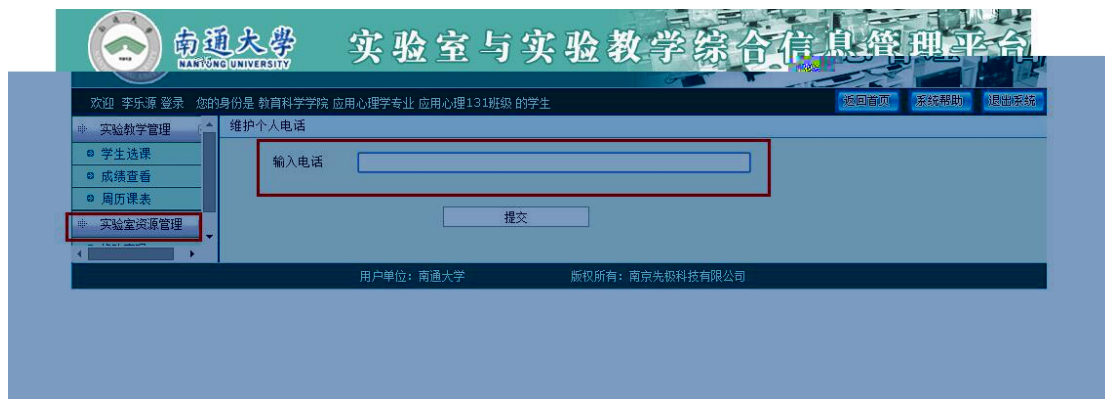 南通大学
NANTONG UNIVERSITY
实验室与实验教学综合信息管理平台
欢迎 李乐源 登录 您的身份是 教育科学学院 应用心理学专业 应用心理131班级 的学生
返回首页 系统帮助 退出系统
实验教学管理
学生选课
成绩查看
周历课表
实验室资源管理
维护个人电话
输入电话
提交
用户单位：南通大学 版权所有：南京先极科技有限公司